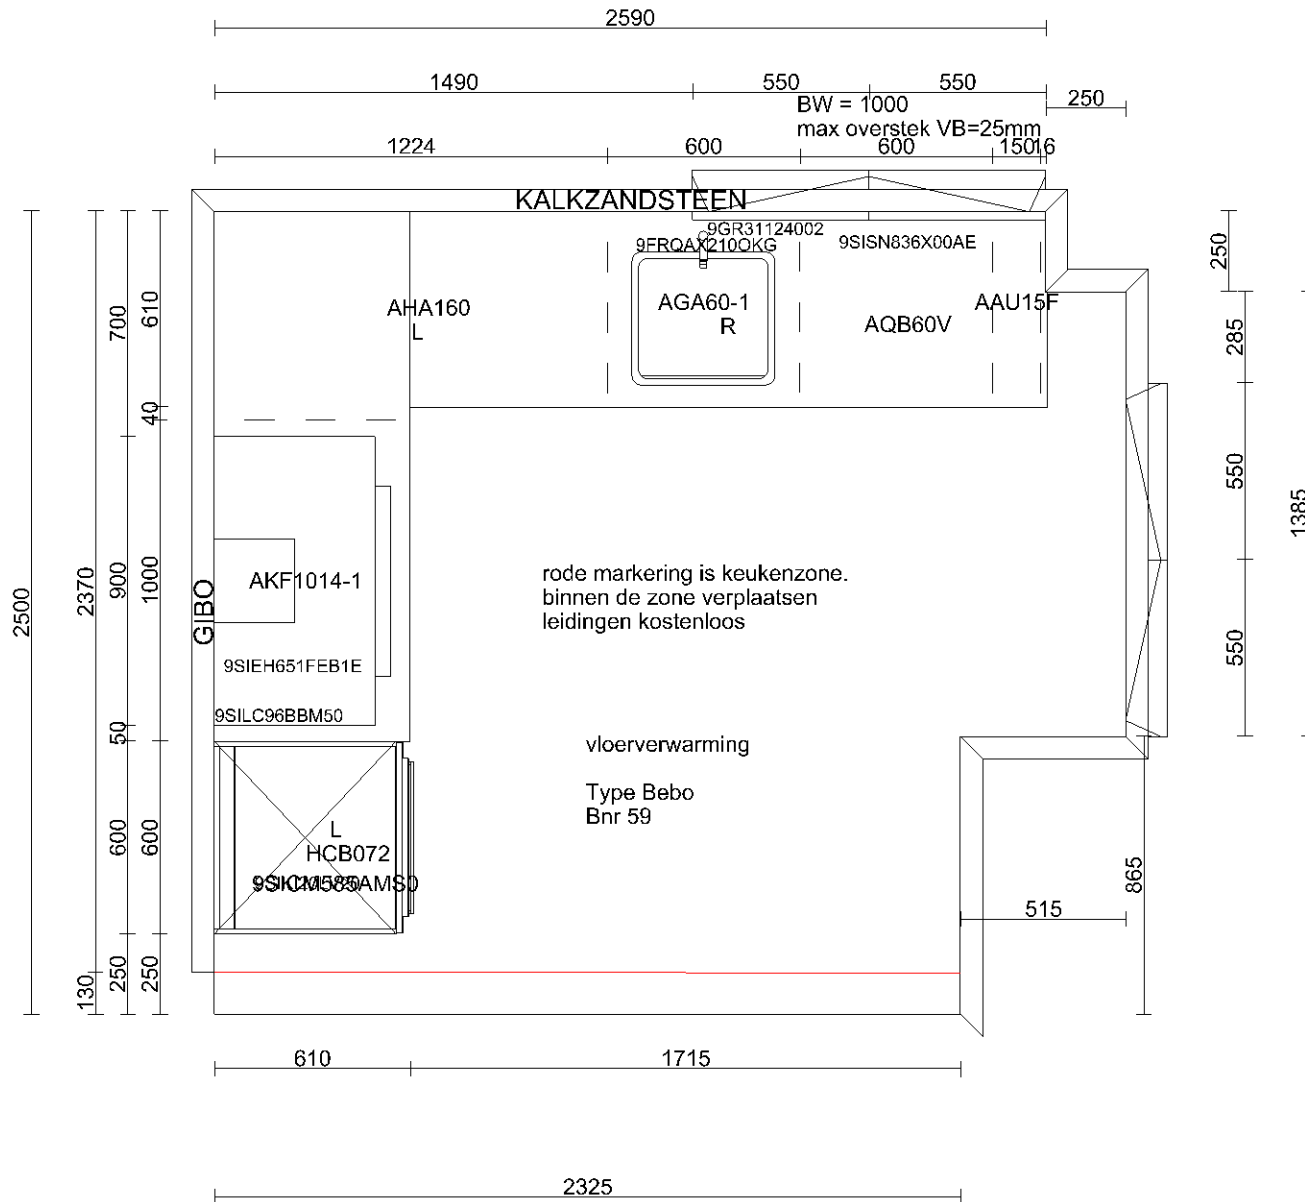 2590
1490
550
550
250
BW = 1000
max overstek VB=25mm
1224
600
600
150
16
KALKZANDSTEEN
9GR31124002
9FRQAX210OKG
9SISN836X00AE
AHA160
L
AGA60-1
R
AQB60V
AAU15F
250
285
550
550
1385
865
515
2500
2370
130
700
900
50
600
250
610
40
1000
600
250
GIBO
AKF1014-1
9SIEH651FEB1E
9SILC96BBM50
rode markering is keukenzone.
binnen de zone verplaatsen
leidingen kostenloos
vloerverwarming
Type Bebo
Bnr 59
L
HCB072
610
1715
2325